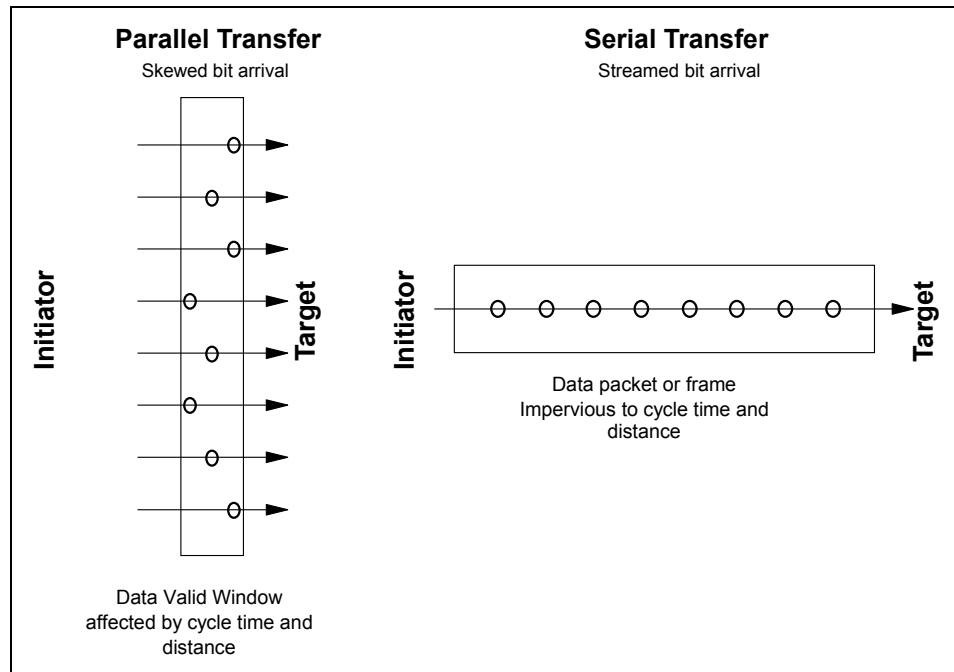 Parallel Transfer
Skewed bit arrival
Initiator
Target
Data Valid Window
affected by cycle time and
distance
Serial Transfer
Streamed bit arrival
Initiator
Target
Data packet or frame
Impervious to cycle time and
distance